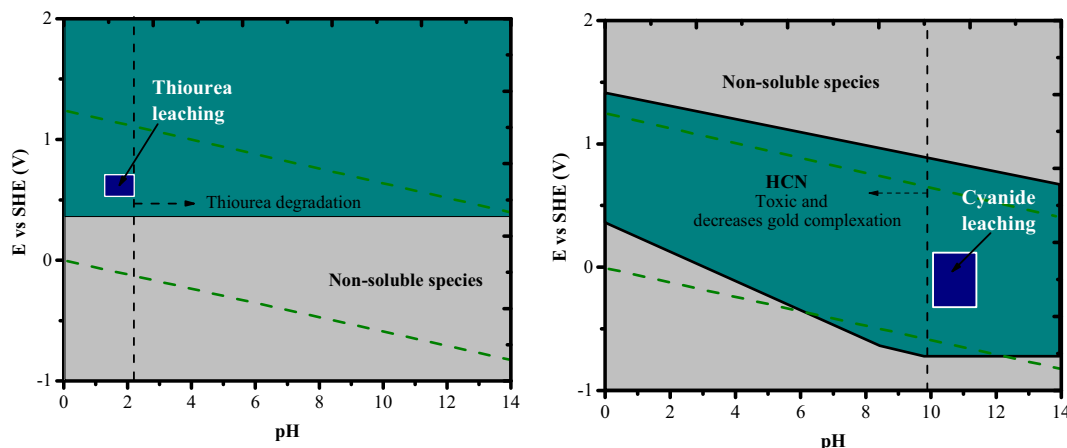 2
1
0
-1
E vs SHE (V)
Thiourea
leaching
Thiourea degradation
Non-soluble species
0 2 4 6 8 10 12 14
pH
2
1
0
-1
E vs SHE (V)
Non-soluble species
HCN
Toxic and
decreases gold complexation
Cyanide
leaching
0 2 4 6 8 10 12 14
pH